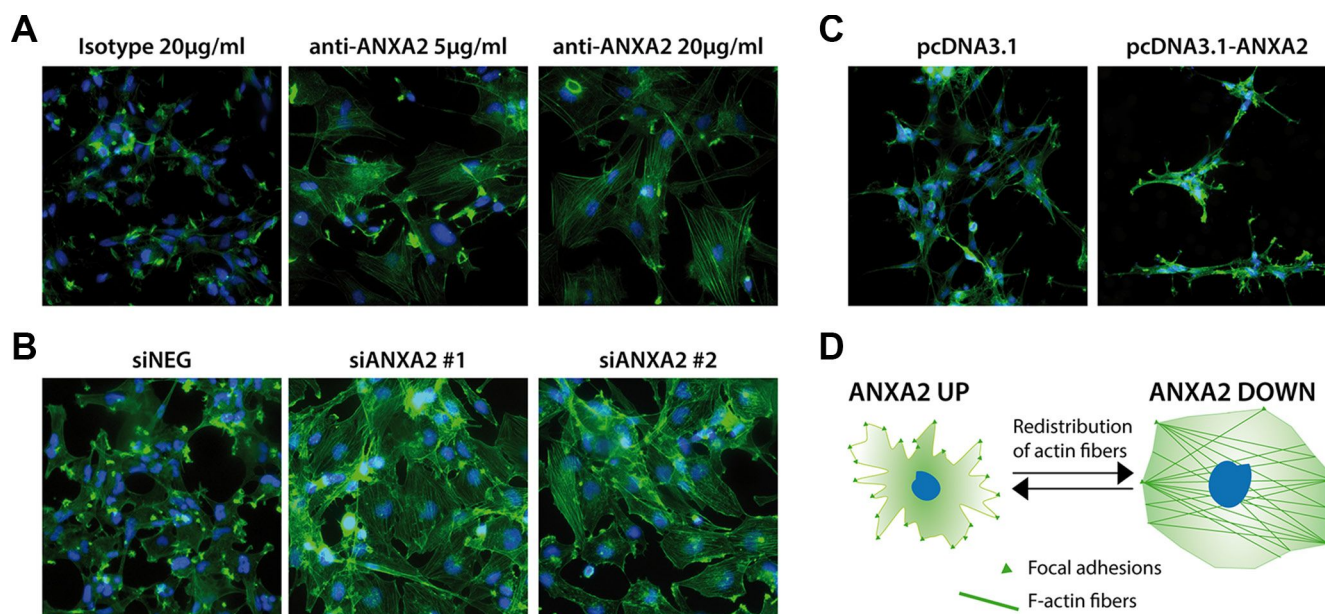 A
Isotype 20µg/ml
anti-ANXA2 5µg/ml
anti-ANXA2 20µg/ml
B
siNEG
siANXA2 #1
siANXA2 #2
C
pcDNA3.1
pcDNA3.1-ANXA2
D
ANXA2 UP
ANXA2 DOWN
Redistribution
of actin fibers
Focal adhesions
F-actin fibers